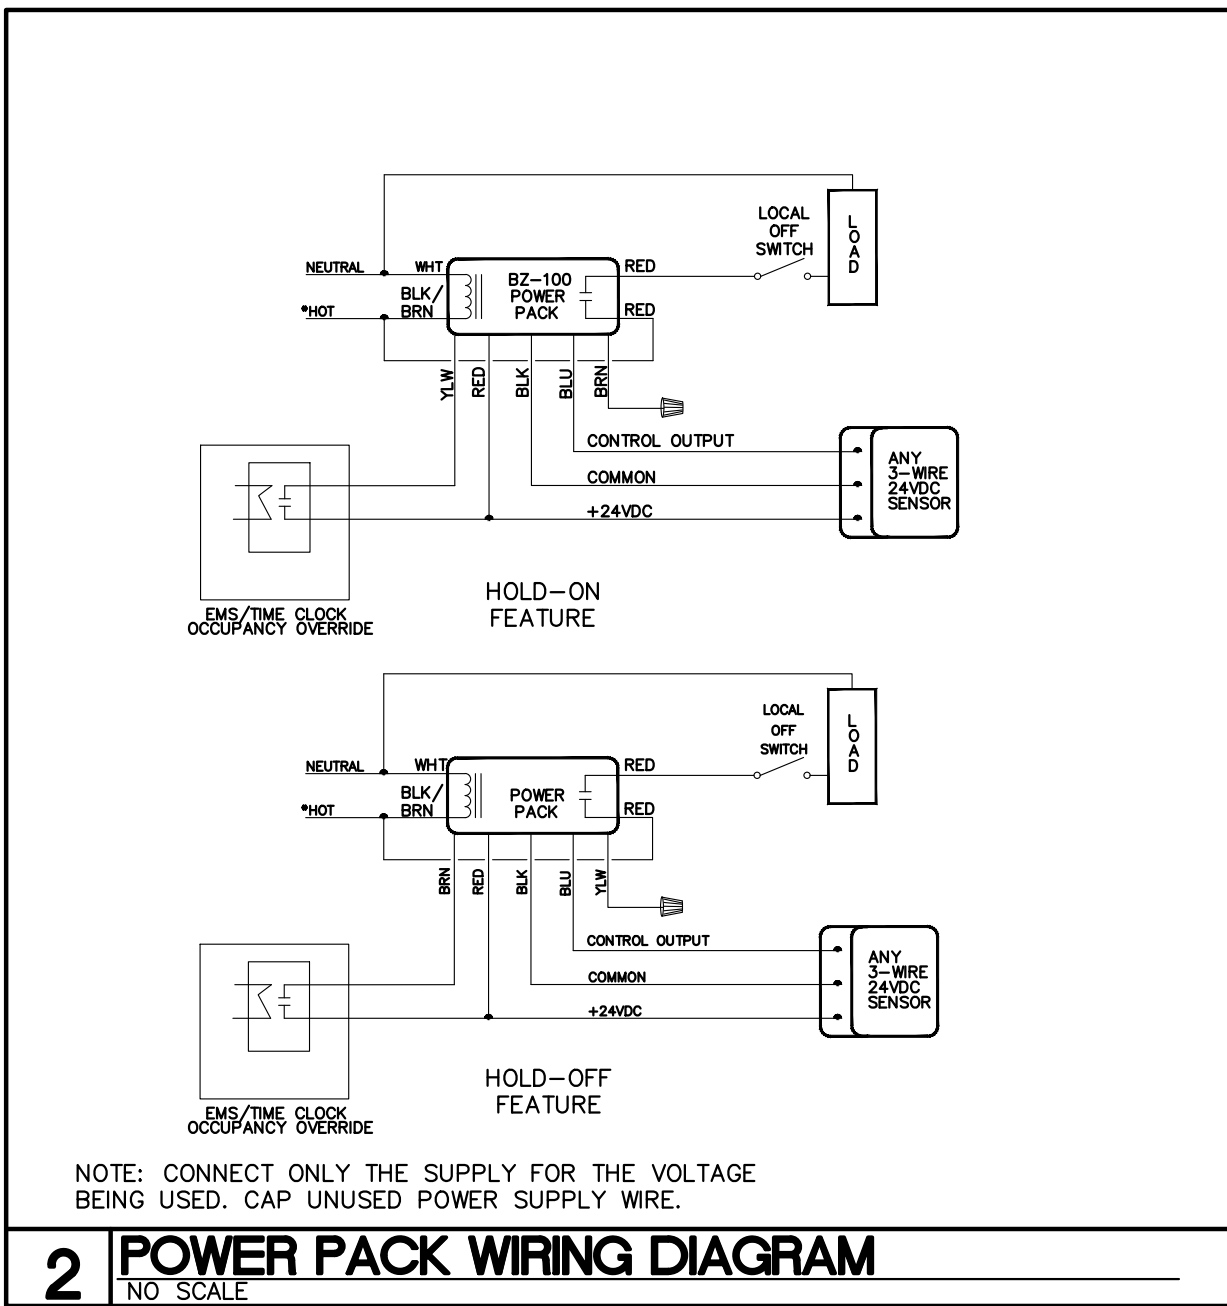 LOCAL
OFF
SWITCH
LOAD
NEUTRAL
WHT
BZ-100
POWER
PACK
RED
BLK/
BRN
*HOT
RED
YLW
RED
BLK
BLU
BRN
CONTROL OUTPUT
COMMON
+24VDC
ANY
3-WIRE
24VDC
SENSOR
EMS/TIME CLOCK
OCCUPANCY OVERRIDE
HOLD-ON
FEATURE
LOCAL
OFF
SWITCH
LOAD
NEUTRAL
WHT
POWER
PACK
RED
BLK/
BRN
*HOT
RED
BRN
RED
BLK
BLU
YLW
CONTROL OUTPUT
COMMON
+24VDC
ANY
3-WIRE
24VDC
SENSOR
EMS/TIME CLOCK
OCCUPANCY OVERRIDE
HOLD-OFF
FEATURE
NOTE: CONNECT ONLY THE SUPPLY FOR THE VOLTAGE
BEING USED. CAP UNUSED POWER SUPPLY WIRE.
2
POWER PACK WIRING DIAGRAM
NO SCALE